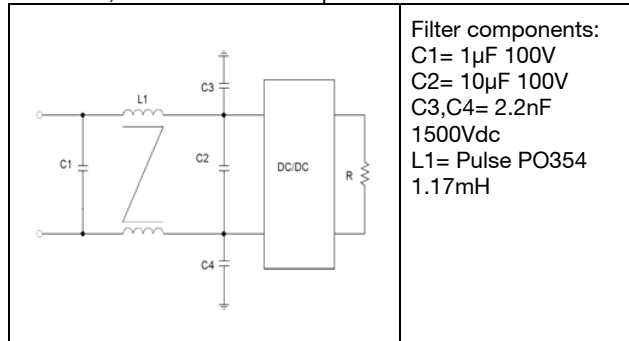 C3
L1
C1
C2
DC/DC
R
C4
Filter components:
C1= 1µF 100V
C2= 10µF 100V
C3,C4= 2.2nF
1500Vdc
L1= Pulse PO354
1.17mH